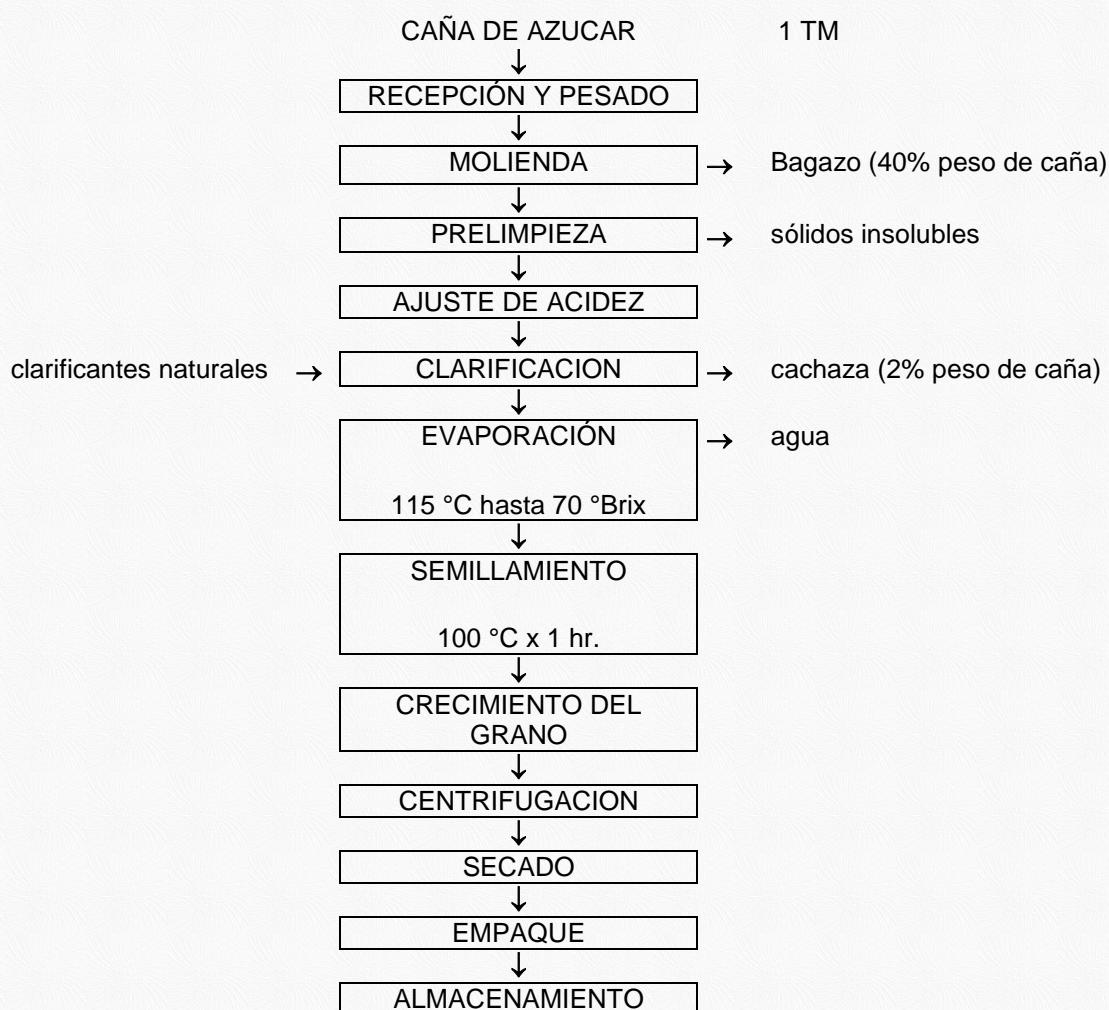 CAÑA DE AZUCAR 1 TM
↓
RECEPCIÓN Y PESADO
↓
MOLIENDA → Bagazo (40% peso de caña)
↓
PRELIMPIEZA → sólidos insolubles
↓
AJUSTE DE ACIDEZ
↓
clarificantes naturales → CLARIFICACION → cachaza (2% peso de caña)
↓
EVAPORACIÓN → agua
115 °C hasta 70 °Brix
↓
SEMILLAMIENTO
100 °C x 1 hr.
↓
CRECIMIENTO DEL
GRANO
↓
CENTRIFUGACION
↓
SECADO
↓
EMPAQUE
↓
ALMACENAMIENTO